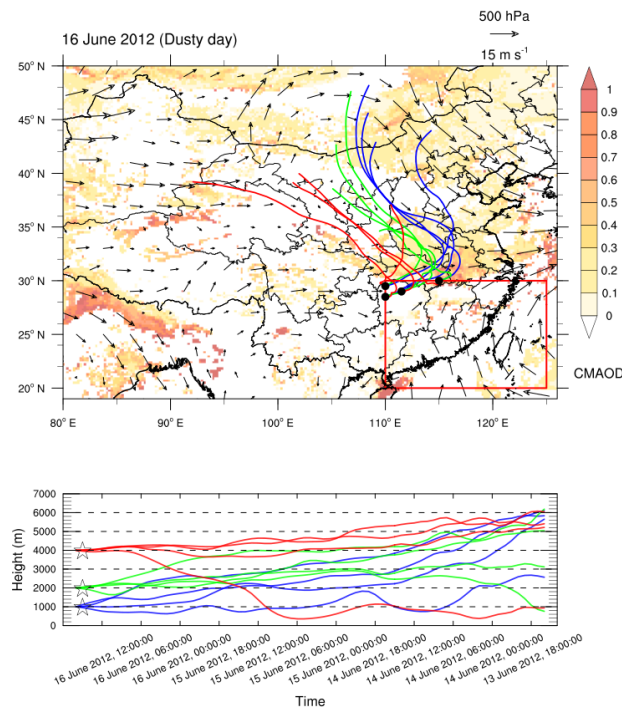 500 hPa
16 June 2012 (Dusty day)
15 m s⁻¹
50° N
45° N
40° N
35° N
30° N
25° N
20° N
80° E
90° E
100° E
110° E
120° E
1
0.9
0.8
0.7
0.6
0.5
0.4
0.3
0.2
0.1
0
CMAOD
7000
6000
5000
4000
3000
2000
1000
0
Height (m)
16 June 2012, 12:00:00
16 June 2012, 06:00:00
16 June 2012, 00:00:00
15 June 2012, 18:00:00
15 June 2012, 12:00:00
15 June 2012, 06:00:00
15 June 2012, 00:00:00
14 June 2012, 18:00:00
14 June 2012, 12:00:00
14 June 2012, 06:00:00
14 June 2012, 00:00:00
13 June 2012, 18:00:00
Time